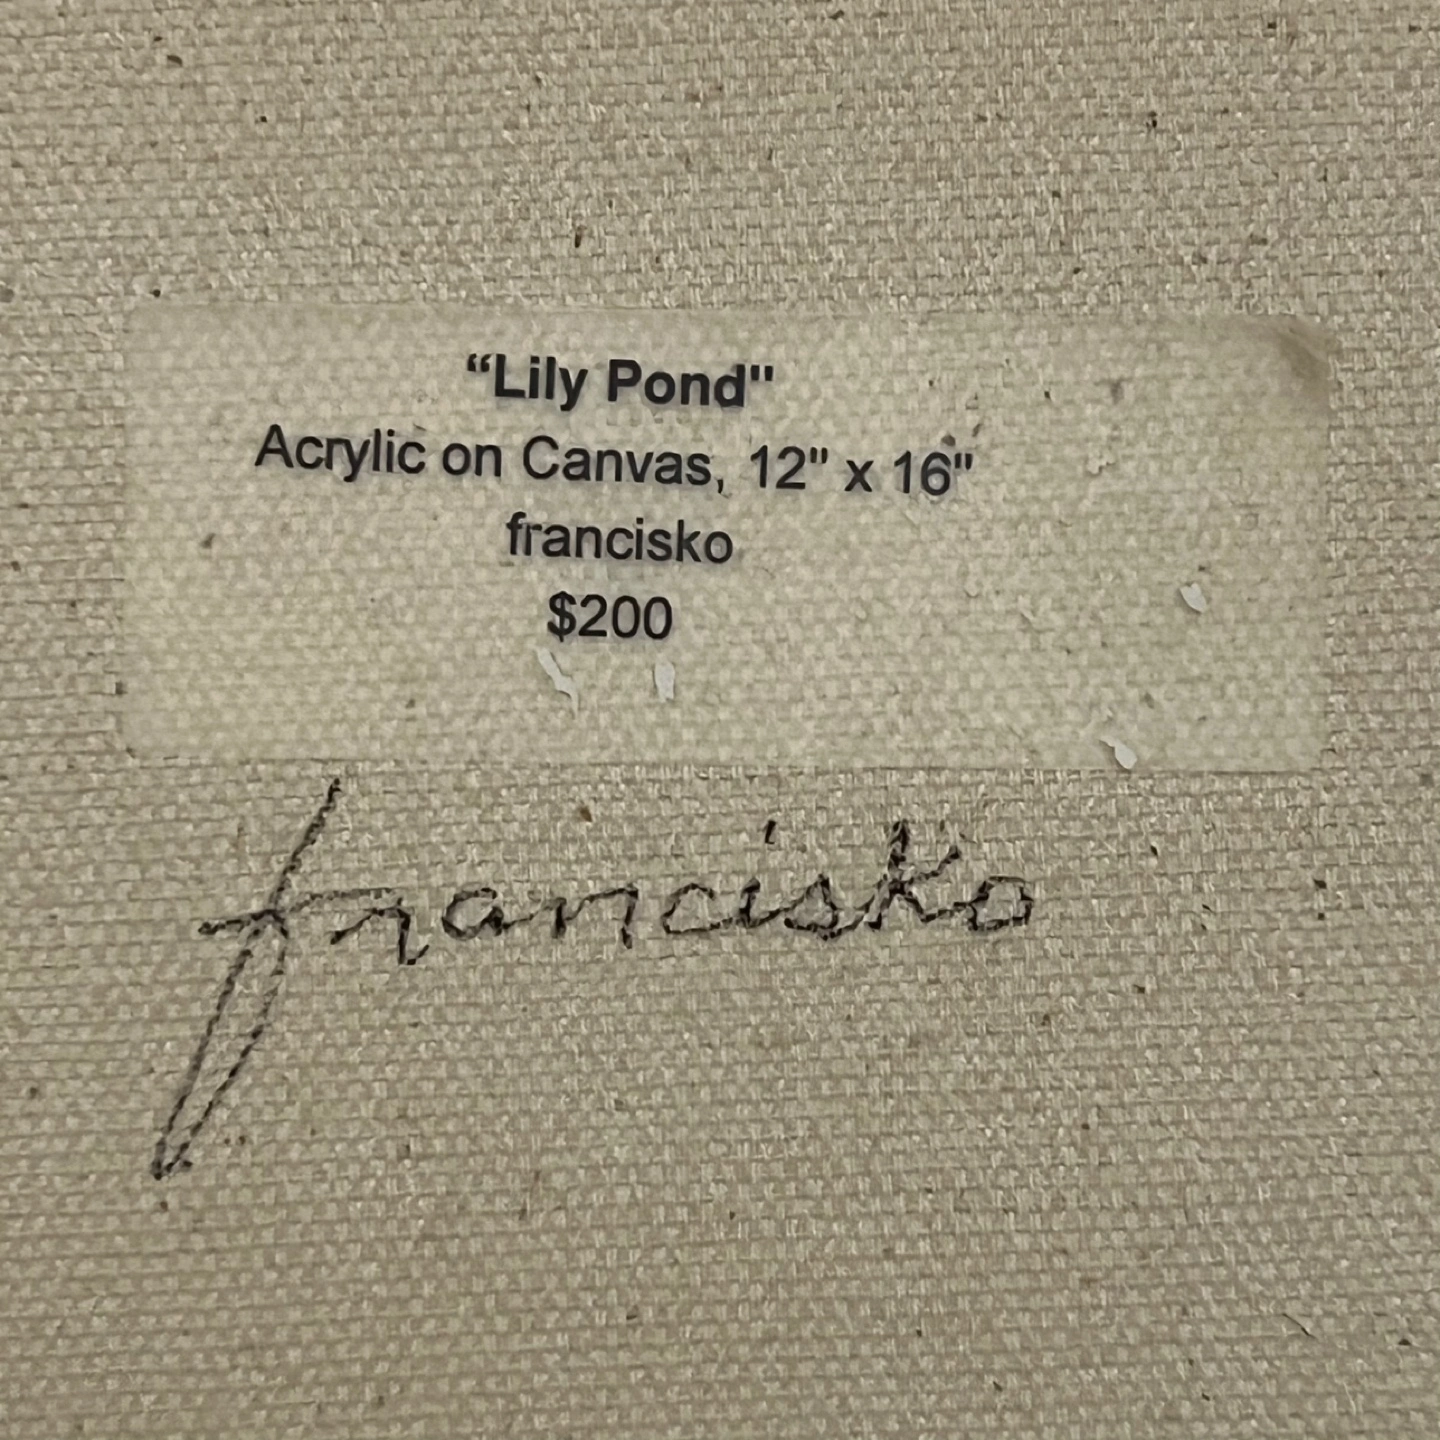 “Lily Pond"
Acrylic on Canvas, 12" x 16"
francisko
$200
francisko